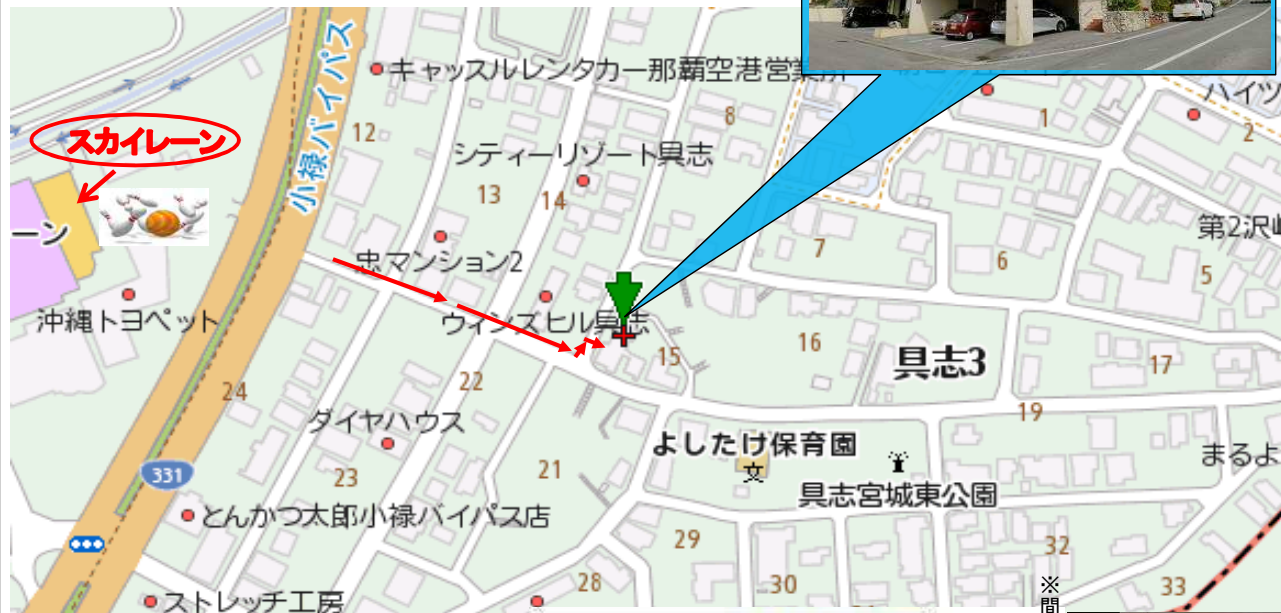 小禄バイパス
キャッスルレンタカー那覇空港営業所
8
1
ハイツ
2
12
スカイレーン
シティーリゾート具志
13
14
ーン
7
第2沢岻
6
5
忠マンション2
沖縄トヨペット
ウィンズヒル具志
15
16
具志3
17
24
22
19
ダイヤハウス
よしたけ保育園
文
まるよ
331
23
21
具志宮城東公園
とんかつ太郎小禄バイパス店
29
32
28
30
33
ストレッチ工房
※
間